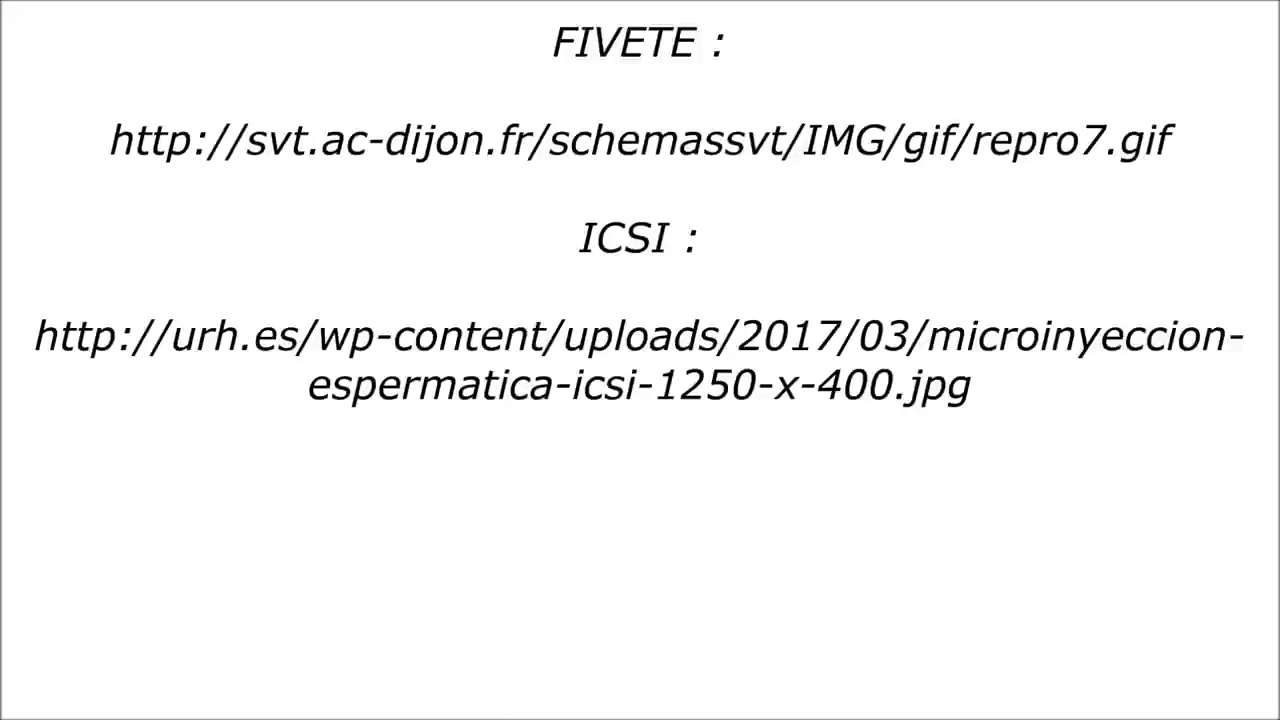 FIVETE :
http://svt.ac-dijon.fr/schemassvt/IMG/gif/repro7.gif
ICSI :
http://urh.es/wp-content/uploads/2017/03/microinyeccion-
espermatica-icsi-1250-x-400.jpg